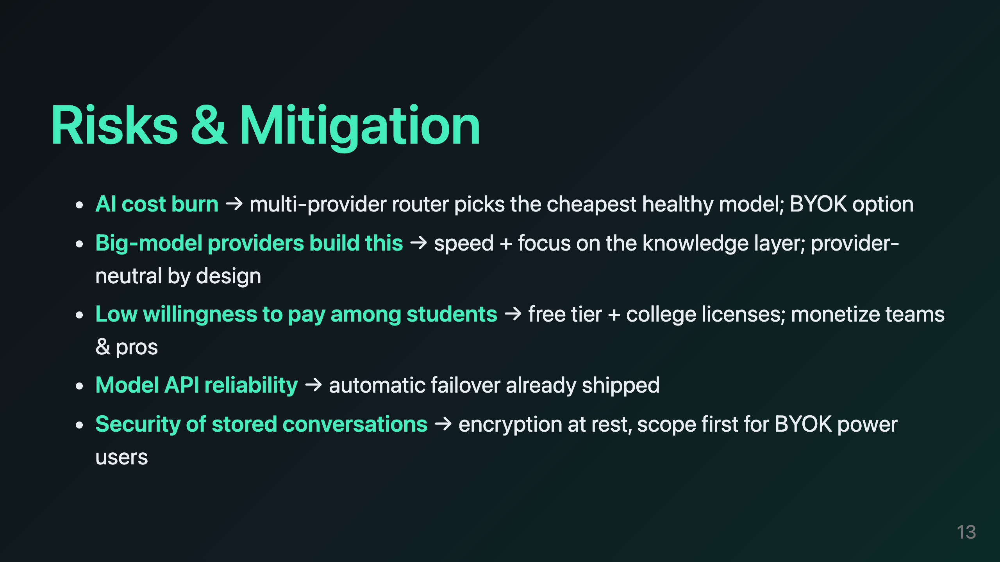 Risks & Mitigation
• AI cost burn → multi-provider router picks the cheapest healthy model; BYOK option
• Big-model providers build this → speed + focus on the knowledge layer; provider-
neutral by design
• Low willingness to pay among students → free tier + college licenses; monetize teams
& pros
• Model API reliability → automatic failover already shipped
• Security of stored conversations → encryption at rest, scope first for BYOK power
users
13